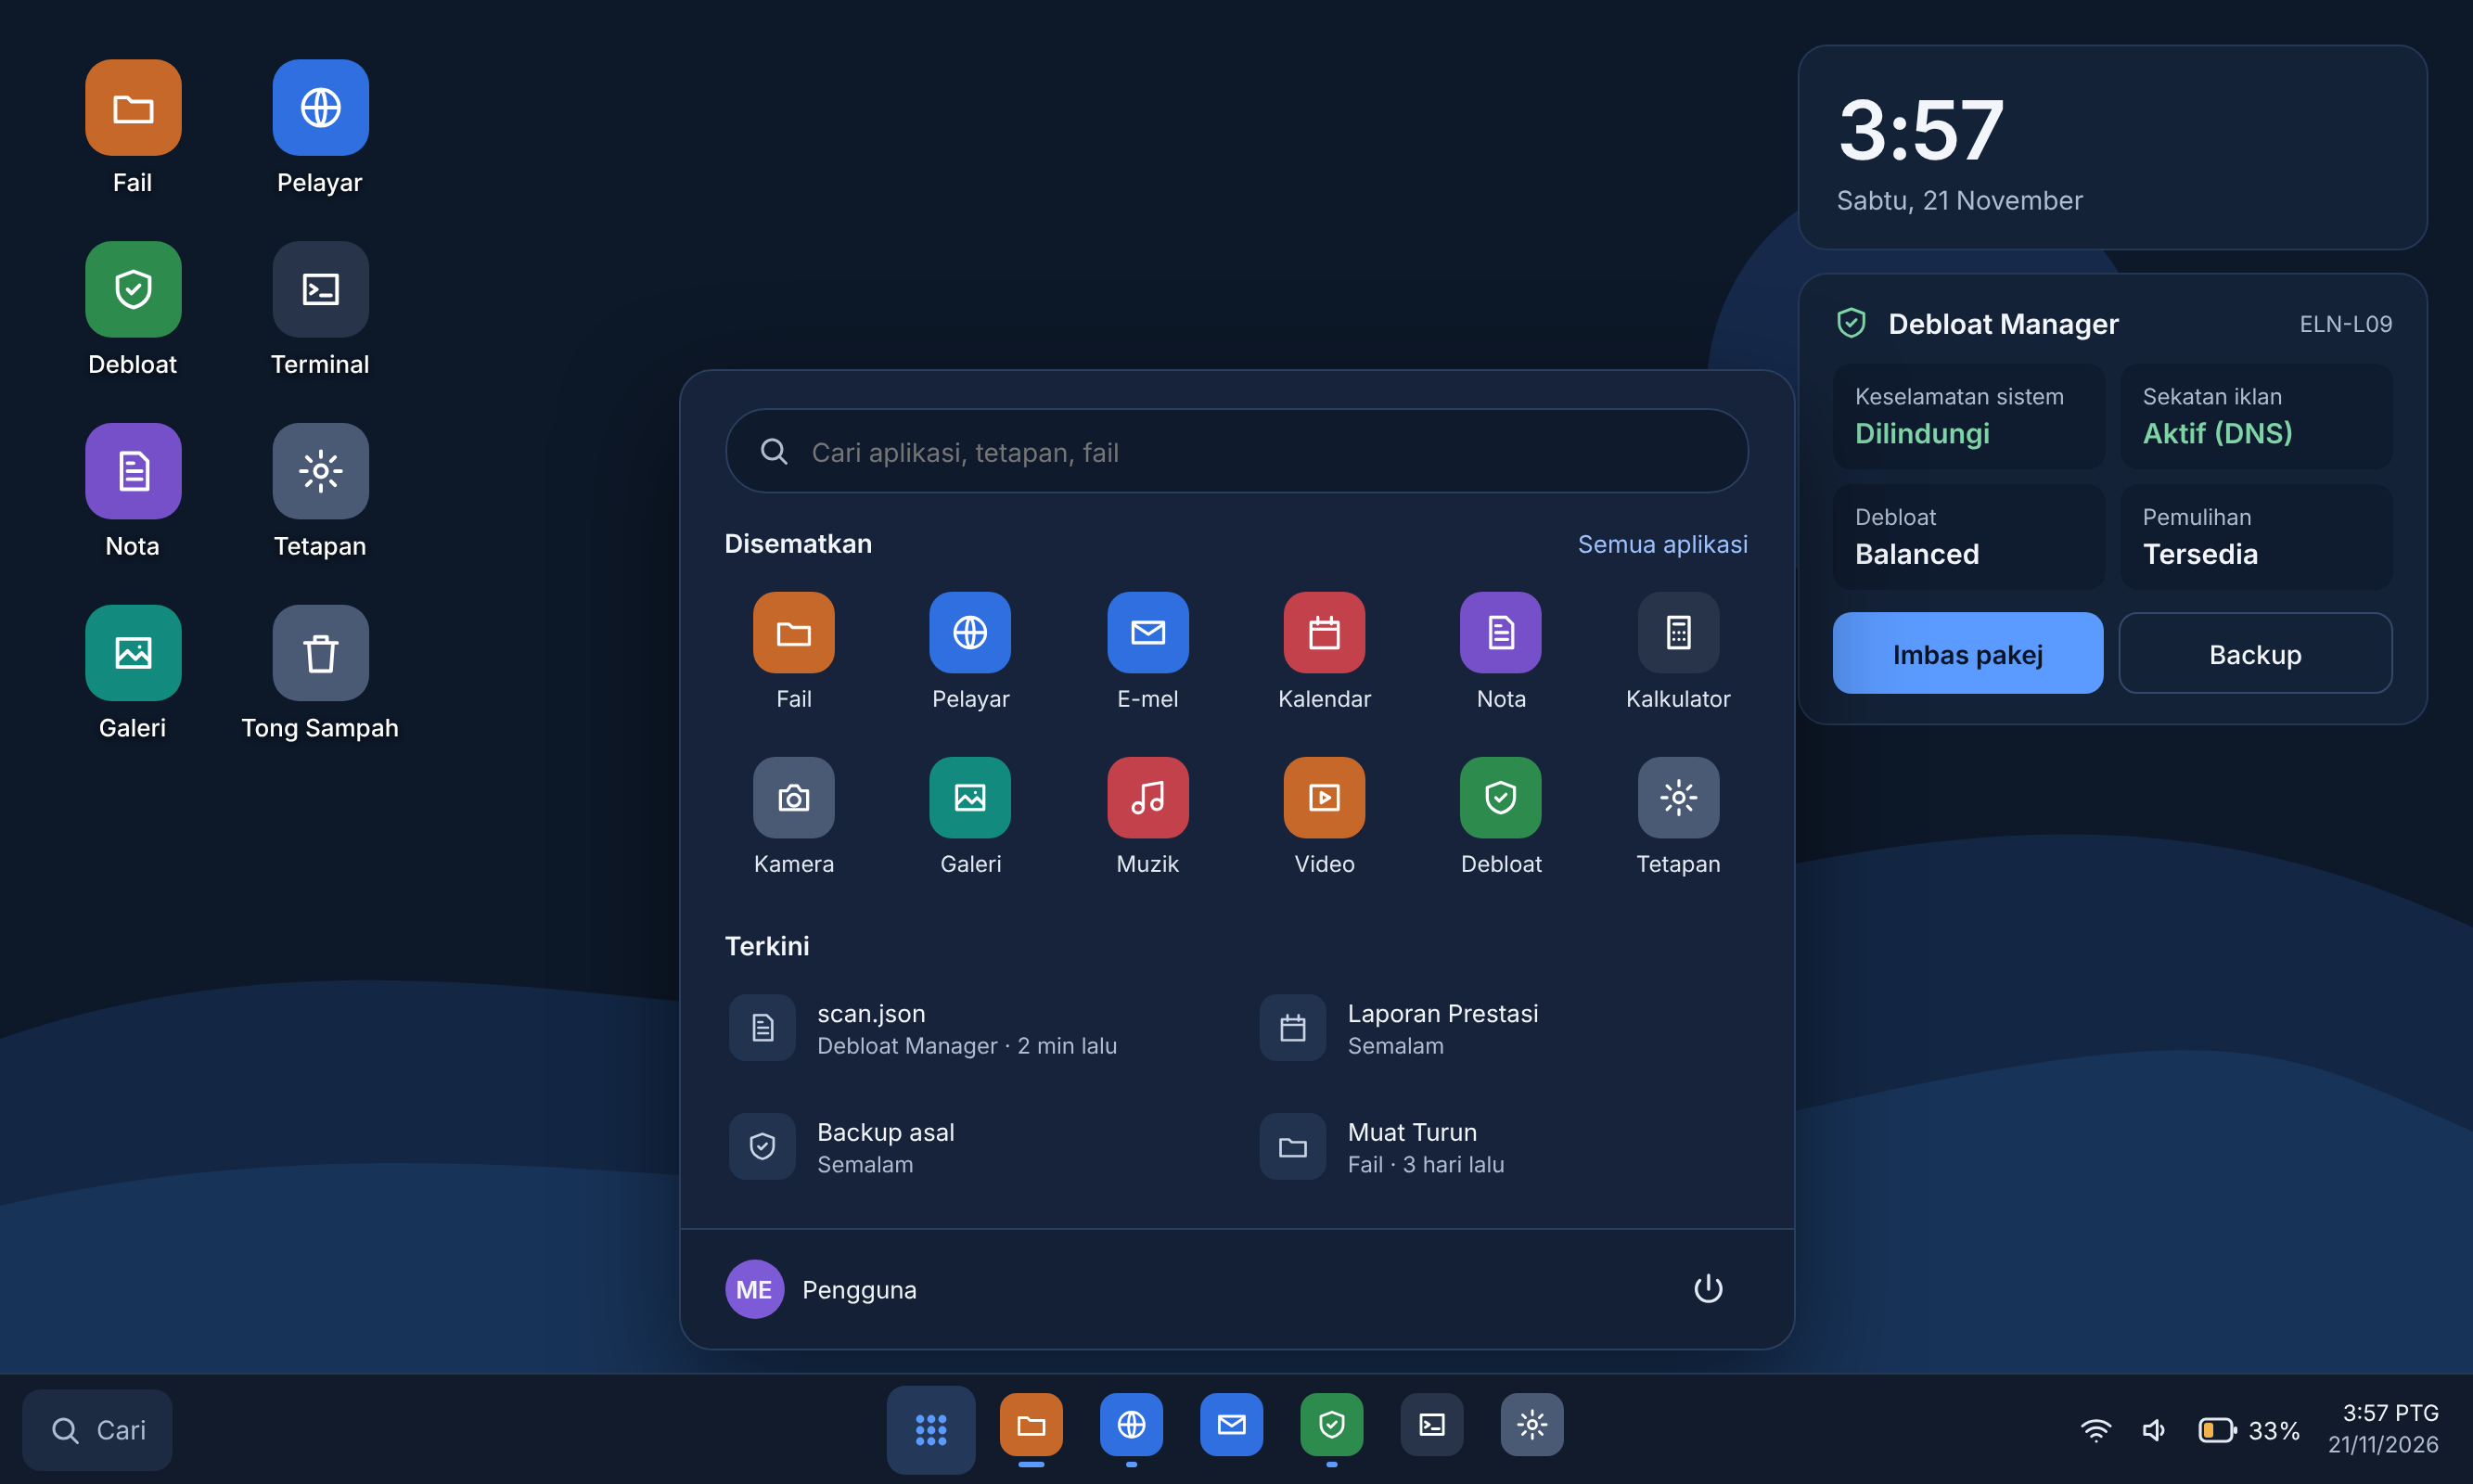 Fail
Pelayar
Debloat
Terminal
Nota
Tetapan
Galeri
Tong Sampah
3:57
Sabtu, 21 November
Debloat Manager
ELN-L09
Keselamatan sistem
Dilindungi
Sekatan iklan
Aktif (DNS)
Debloat
Balanced
Pemulihan
Tersedia
Imbas pakej
Backup
Cari aplikasi, tetapan, fail
Disematkan
Semua aplikasi
Fail
Pelayar
E-mel
Kalendar
Nota
Kalkulator
Kamera
Galeri
Muzik
Video
Debloat
Tetapan
Terkini
scan.json
Debloat Manager · 2 min lalu
Laporan Prestasi
Semalam
Backup asal
Semalam
Muat Turun
Fail · 3 hari lalu
ME
Pengguna
Cari
33%
3:57 PTG
21/11/2026